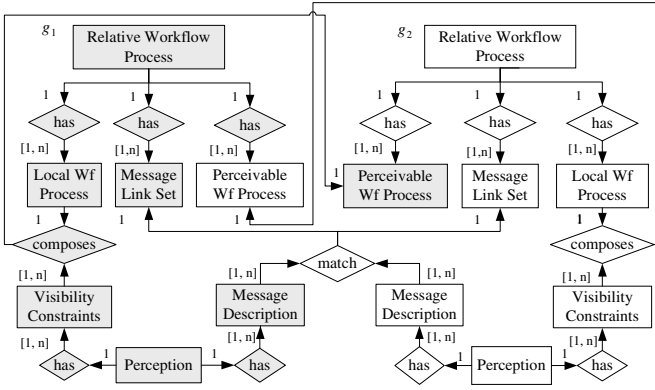 g1
Relative Workflow
Process
g2
Relative Workflow
Process
1
1
1
1
1
1
has
has
has
has
has
has
[1, n]
[1,n]
[1, n]
[1, n]
[1,n]
[1, n]
Local Wf
Process
Message
Link Set
Perceivable
Wf Process
1
Perceivable
Wf Process
Message
Link Set
Local Wf
Process
1
1
1
1
1
composes
match
composes
[1, n]
[1, n]
[1, n]
[1, n]
Visibility
Constraints
Message
Description
Message
Description
Visibility
Constraints
[1, n]
[1, n]
[1, n]
[1, n]
has
1
Perception
1
has
has
1
Perception
1
has